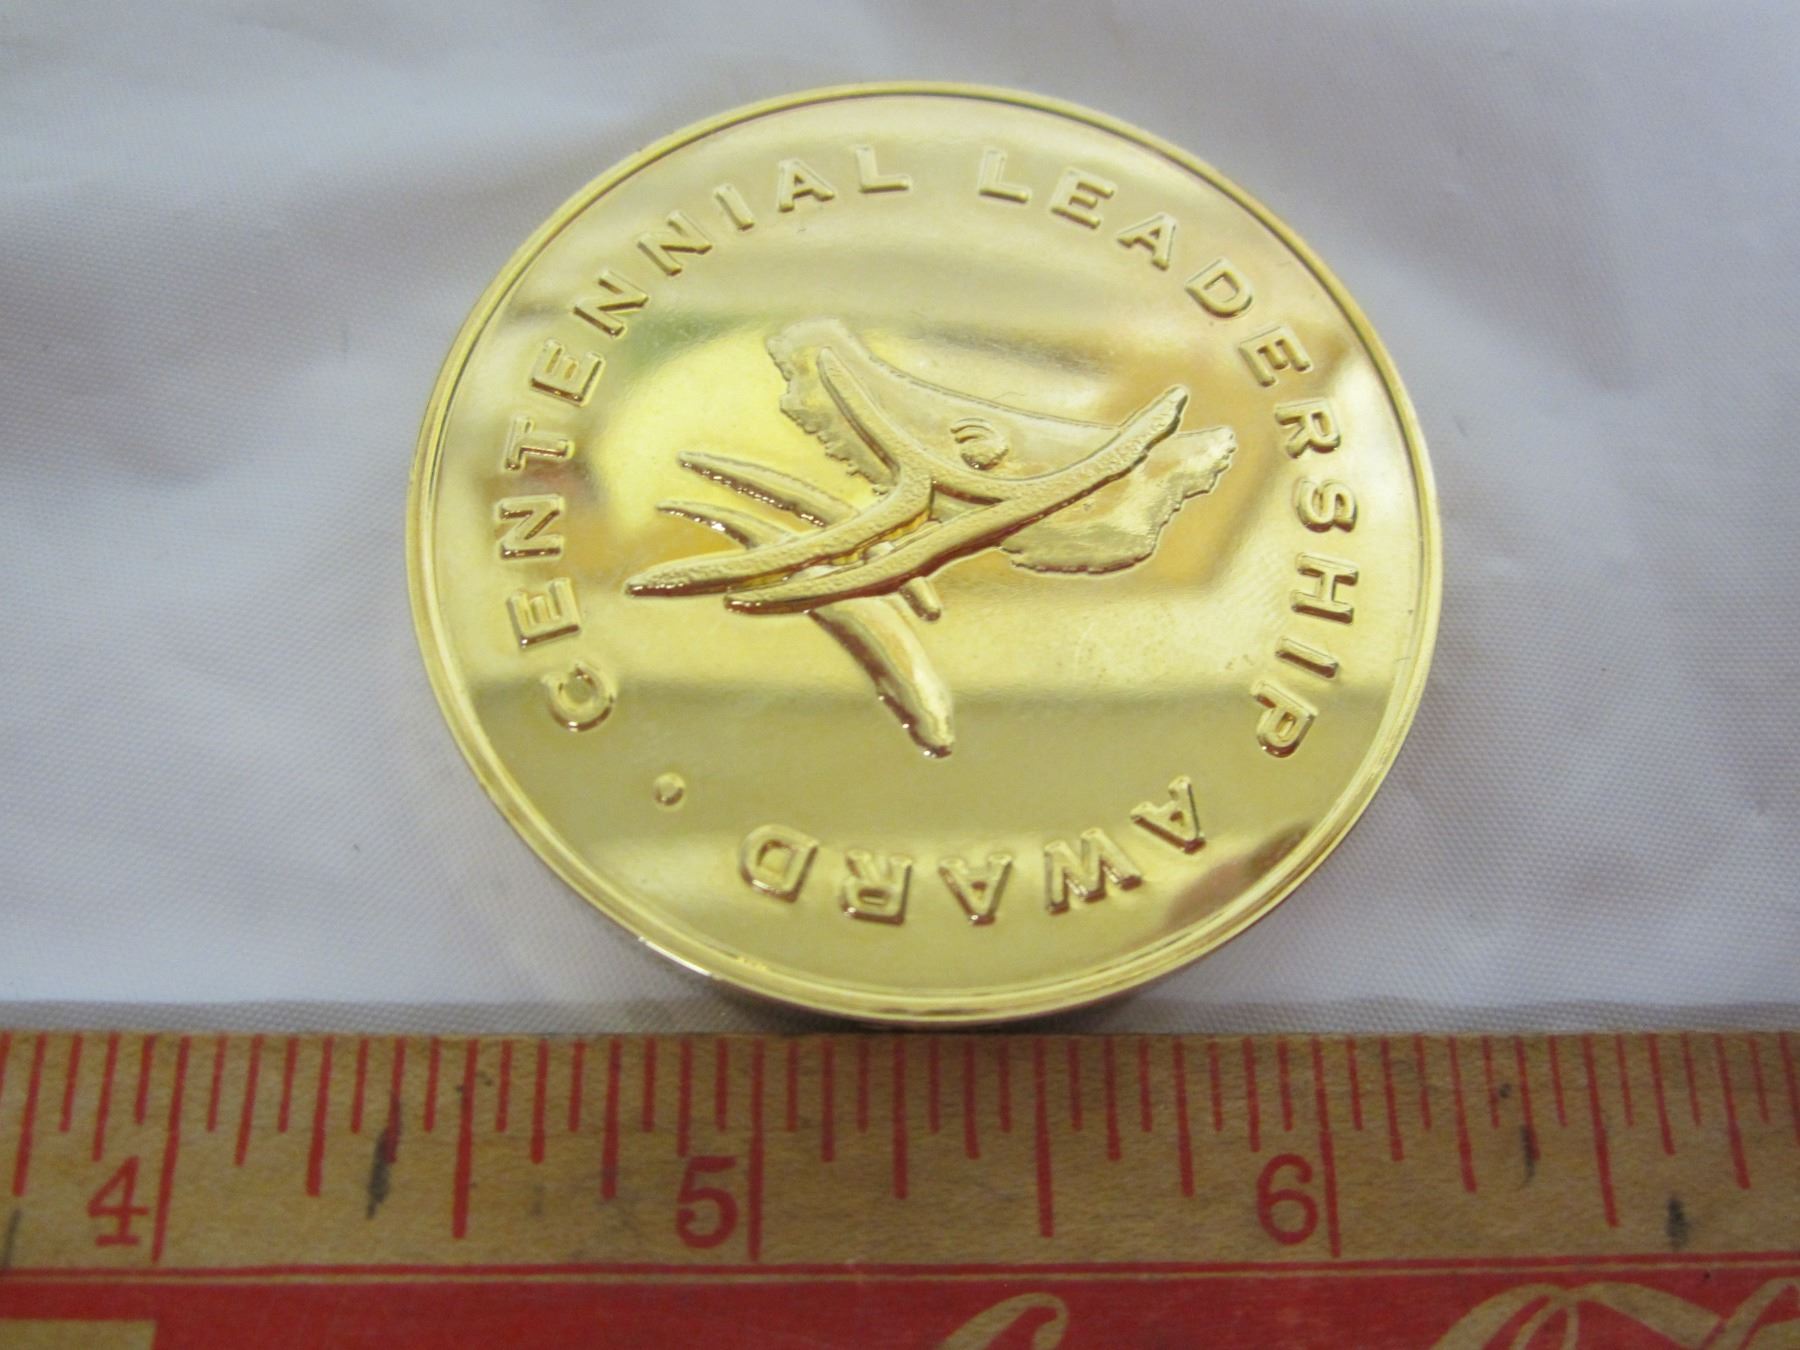 CENTENNIAL LEADERSHIP AWARD •
4 5 6